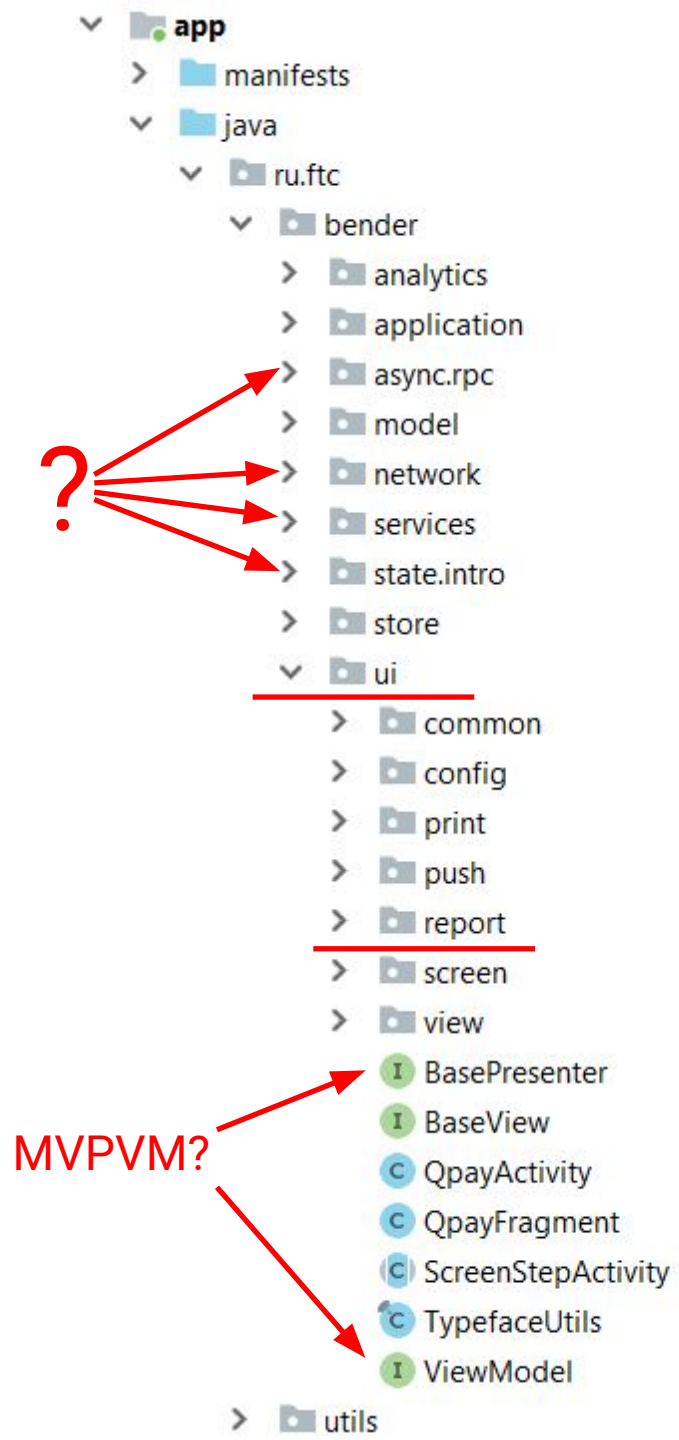 app
manifests
java
ru.ftc
bender
analytics
application
async.rpc
model
?
network
services
state.intro
store
ui
common
config
print
push
report
screen
view
I BasePresenter
I BaseView
MVPVM?
C QpayActivity
C QpayFragment
C ScreenStepActivity
C TypefaceUtils
I ViewModel
utils